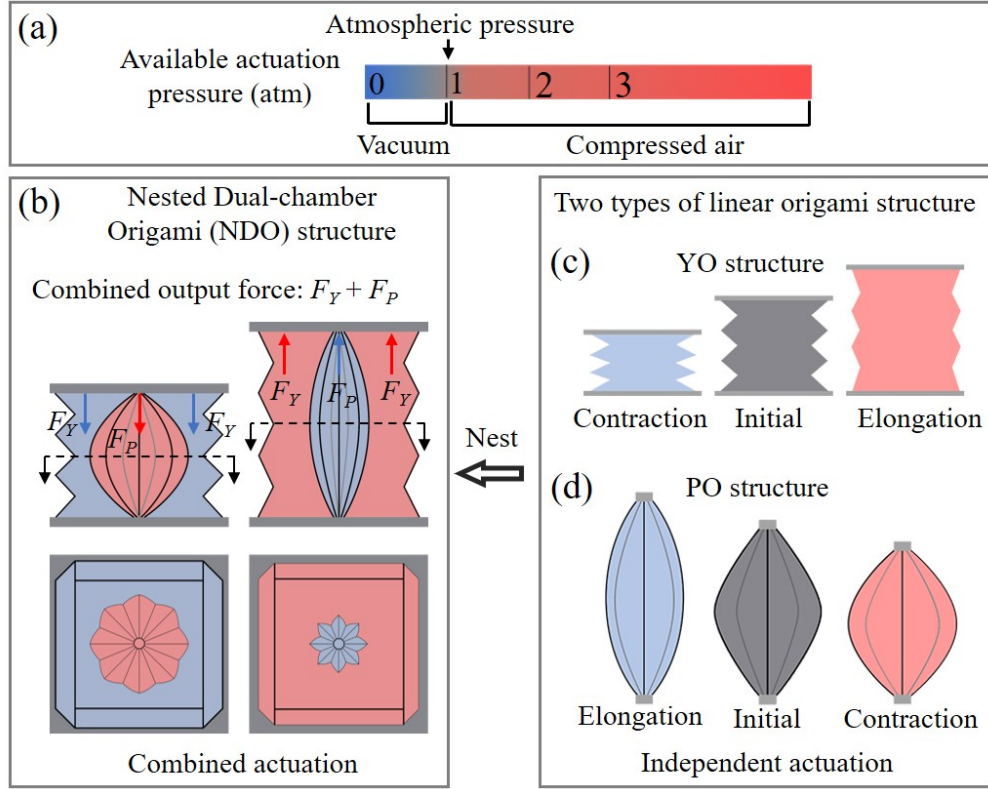 (a)
Atmospheric pressure
Available actuation
pressure (atm)
0 1 2 3
Vacuum
Compressed air
(b)
Nested Dual-chamber
Origami (NDO) structure
Combined output force: F_Y + F_P
F_Y F_P F_Y
F_Y F_P F_Y
Combined actuation
Nest
Two types of linear origami structure
(c)
YO structure
Contraction Initial Elongation
(d)
PO structure
Elongation Initial Contraction
Independent actuation